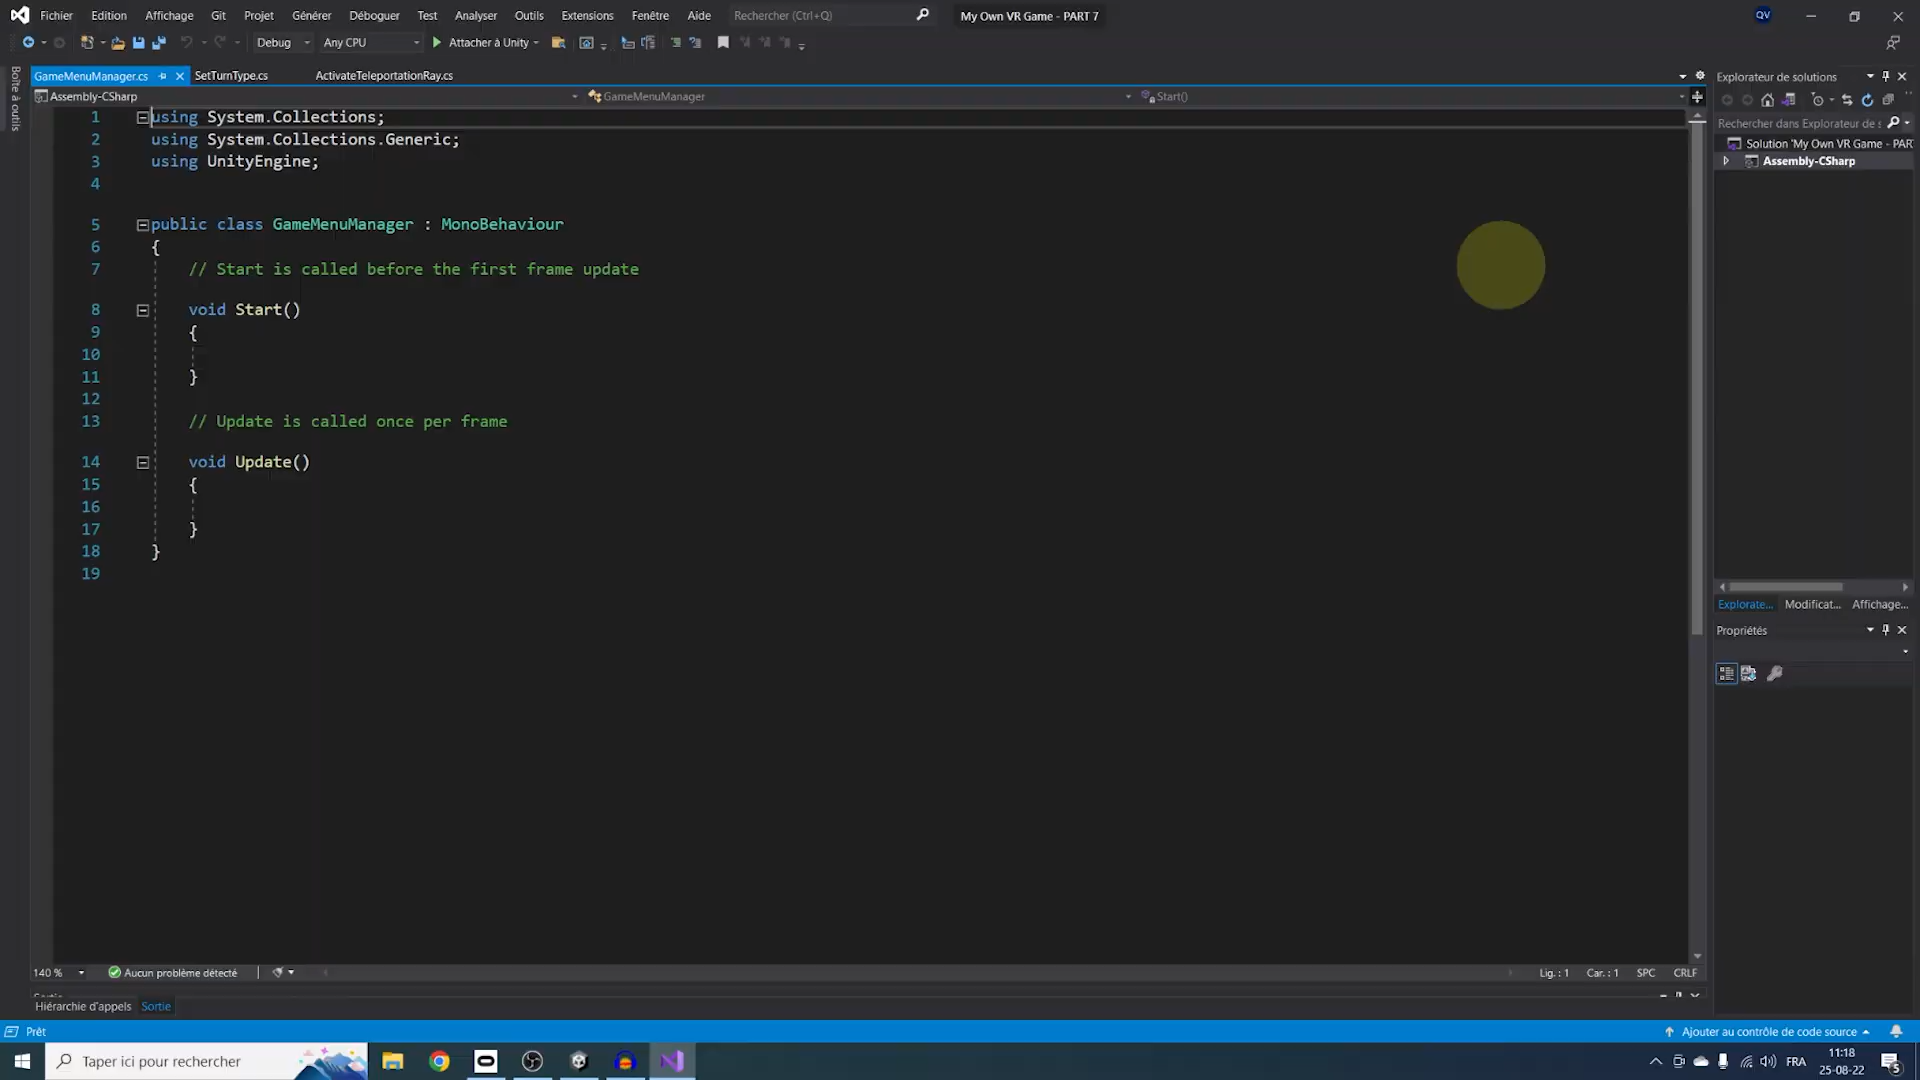 Fichier Edition Affichage Git Projet Générer Déboguer Test Analyser Outils Extensions Fenêtre Aide Rechercher (Ctrl+Q) My Own VR Game - PART 7 QV
Debug Any CPU Attacher à Unity
Boîte à outils
GameMenuManager.cs SetTurnType.cs ActivateTeleportationRay.cs
Assembly-CSharp GameMenuManager Start()
1 using System.Collections;
2 using System.Collections.Generic;
3 using UnityEngine;
4
5 public class GameMenuManager : MonoBehaviour
6 {
7 // Start is called before the first frame update
8 void Start()
9 {
10
11 }
12
13 // Update is called once per frame
14 void Update()
15 {
16
17 }
18 }
19
Explorateur de solutions
Rechercher dans Explorateur de s
Solution 'My Own VR Game - PAR
Assembly-CSharp
Explorate... Modificat... Affichage...
Propriétés
140 % Aucun problème détecté Lig. : 1 Car. : 1 SPC CRLF
Hiérarchie d'appels Sortie
Prêt Ajouter au contrôle de code source
Taper ici pour rechercher FRA 11:18
25-08-22 5